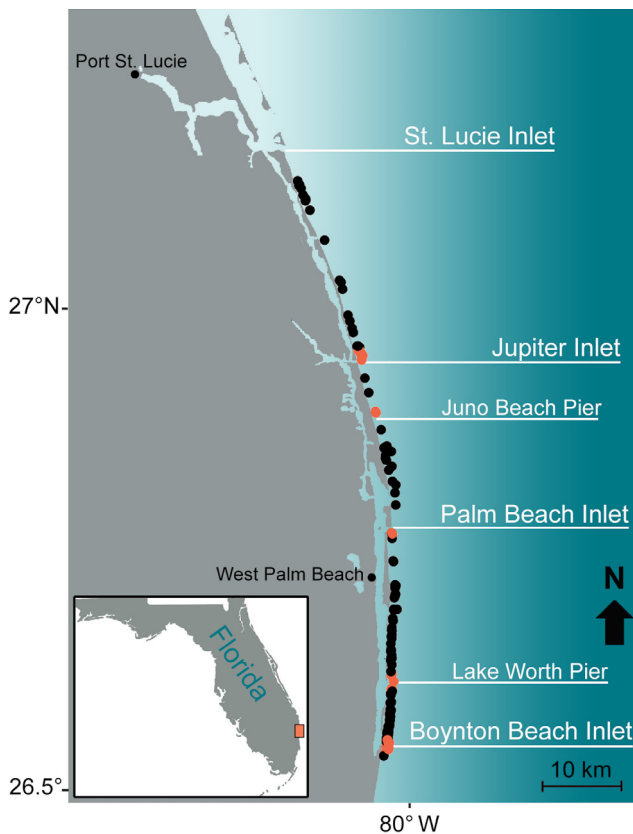 Port St. Lucie
St. Lucie Inlet
27°N
Jupiter Inlet
Juno Beach Pier
Palm Beach Inlet
West Palm Beach
N
Florida
Lake Worth Pier
Boynton Beach Inlet
10 km
26.5°
80° W